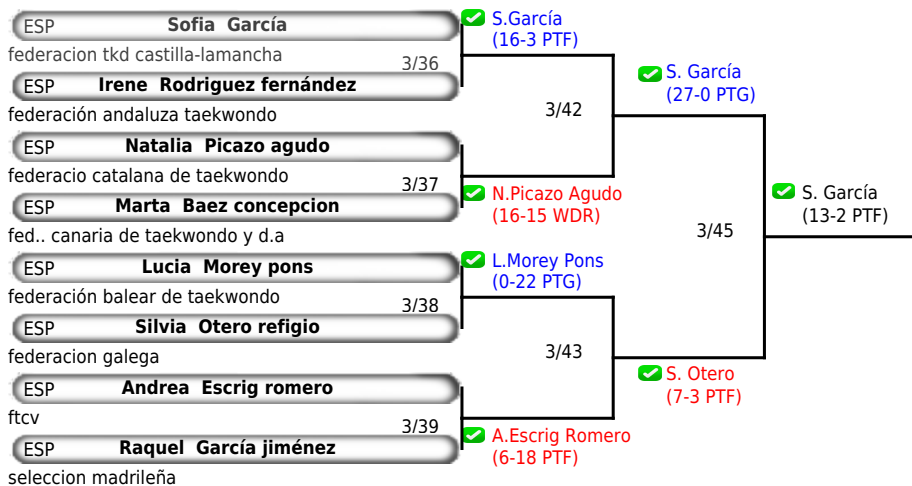 ESP Sofia García
federacion tkd castilla-lamancha
3/36
ESP Irene Rodriguez fernández
federación andaluza taekwondo
ESP Natalia Picazo agudo
federacio catalana de taekwondo
3/37
ESP Marta Baez concepcion
fed.. canaria de taekwondo y d.a
ESP Lucia Morey pons
federación balear de taekwondo
3/38
ESP Silvia Otero refigio
federacion galega
ESP Andrea Escrig romero
ftcv
3/39
ESP Raquel García jiménez
seleccion madrileña
S.García
(16-3 PTF)
3/42
N.Picazo Agudo
(16-15 WDR)
L.Morey Pons
(0-22 PTG)
3/43
A.Escrig Romero
(6-18 PTF)
S. García
(27-0 PTG)
3/45
S. Otero
(7-3 PTF)
S. García
(13-2 PTF)